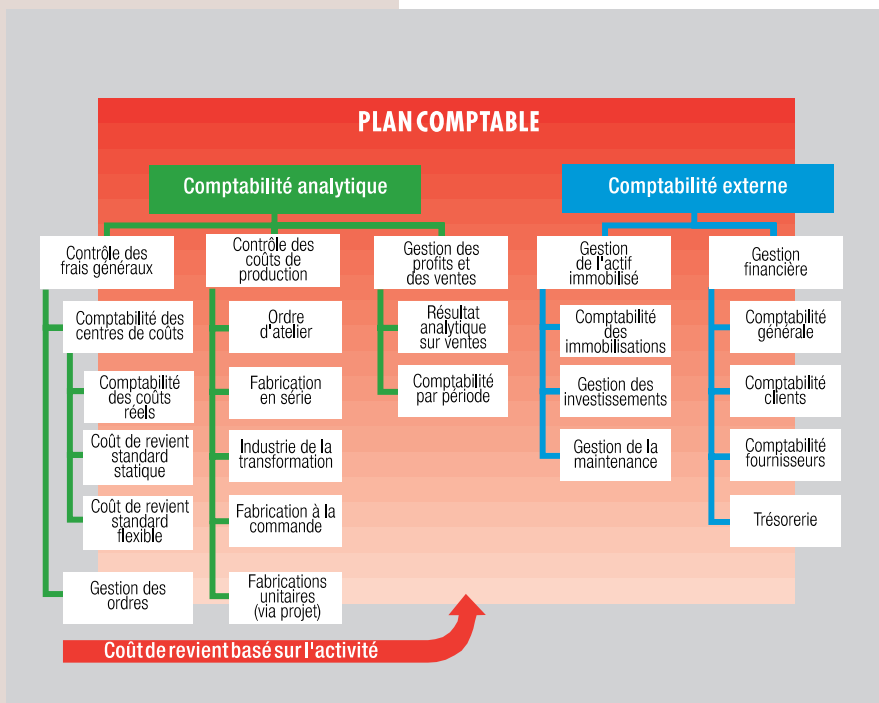 PLAN COMPTABLE
Comptabilité analytique
Contrôle des
frais généraux
Comptabilité des
centres de coûts
Comptabilité
des coûts
réels
Coût de revient
standard
statique
Coût de revient
standard
flexible
Gestion des
ordres
Contrôle des
coûts de
production
Ordre
d'atelier
Fabrication
en série
Industrie de la
transformation
Fabrication à la
commande
Fabrications
unitaires
(via projet)
Gestion des
profits et
des ventes
Résultat
analytique
sur ventes
Comptabilité
par période
Comptabilité externe
Gestion
de l'actif
immobilisé
Comptabilité
des
immobilisations
Gestion des
investissements
Gestion de la
maintenance
Gestion
financière
Comptabilité
générale
Comptabilité
clients
Comptabilité
fournisseurs
Trésorerie
Coût de revient basé sur l'activité